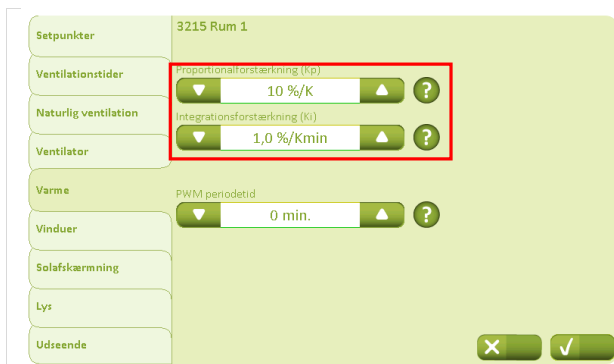 3215 Rum 1
Setpunkter
Ventilationstider
Naturlig ventilation
Ventilator
Varme
Vinduer
Solafskærmning
Lys
Udseende
Proportionalforstærkning (Kp)
10 %/K
?
Integrationsforstærkning (Ki)
1,0 %/Kmin
?
PWM periodetid
0 min.
?